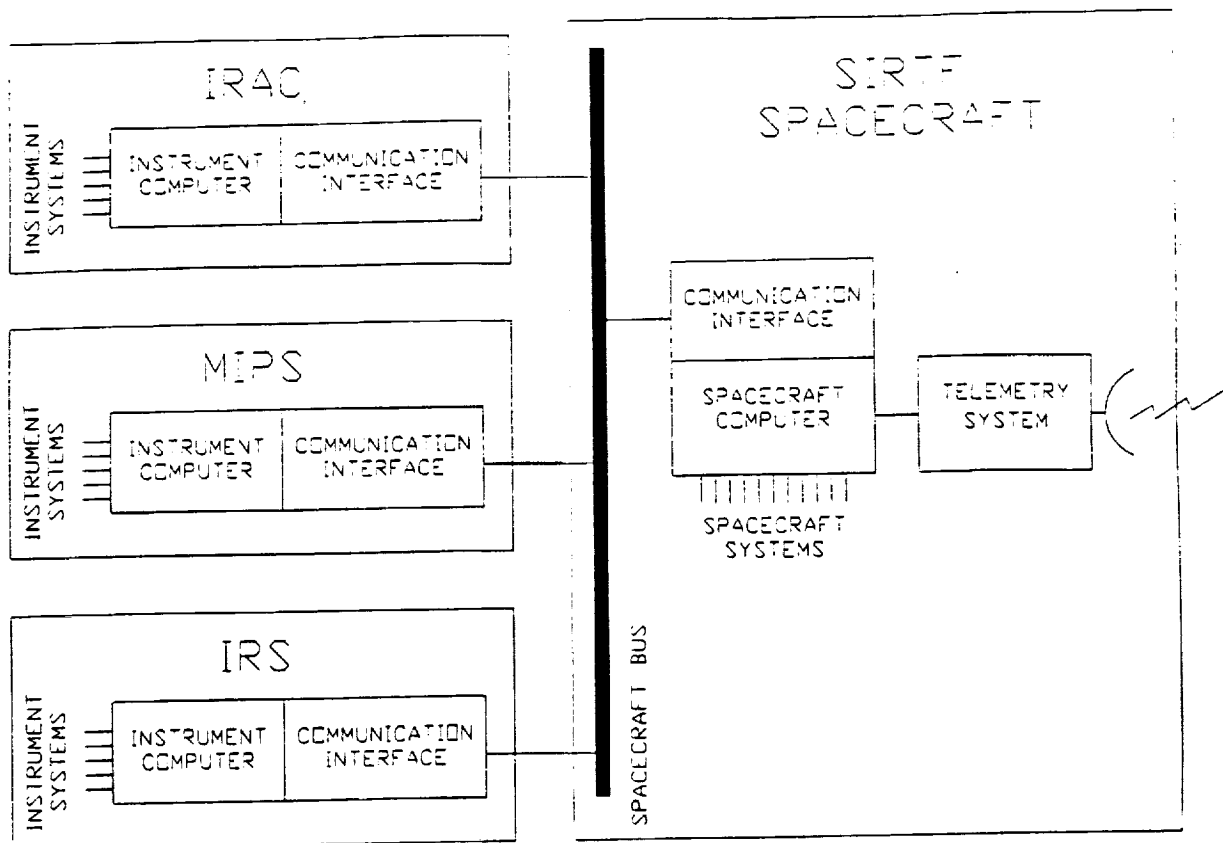 IRAC
INSTRUMENT
SYSTEMS
INSTRUMENT
COMPUTER
COMMUNICATION
INTERFACE
MIPS
INSTRUMENT
SYSTEMS
INSTRUMENT
COMPUTER
COMMUNICATION
INTERFACE
IRS
INSTRUMENT
SYSTEMS
INSTRUMENT
COMPUTER
COMMUNICATION
INTERFACE
SIRTF
SPACECRAFT
COMMUNICATION
INTERFACE
SPACECRAFT
COMPUTER
TELEMETRY
SYSTEM
SPACECRAFT
SYSTEMS
SPACECRAFT BUS